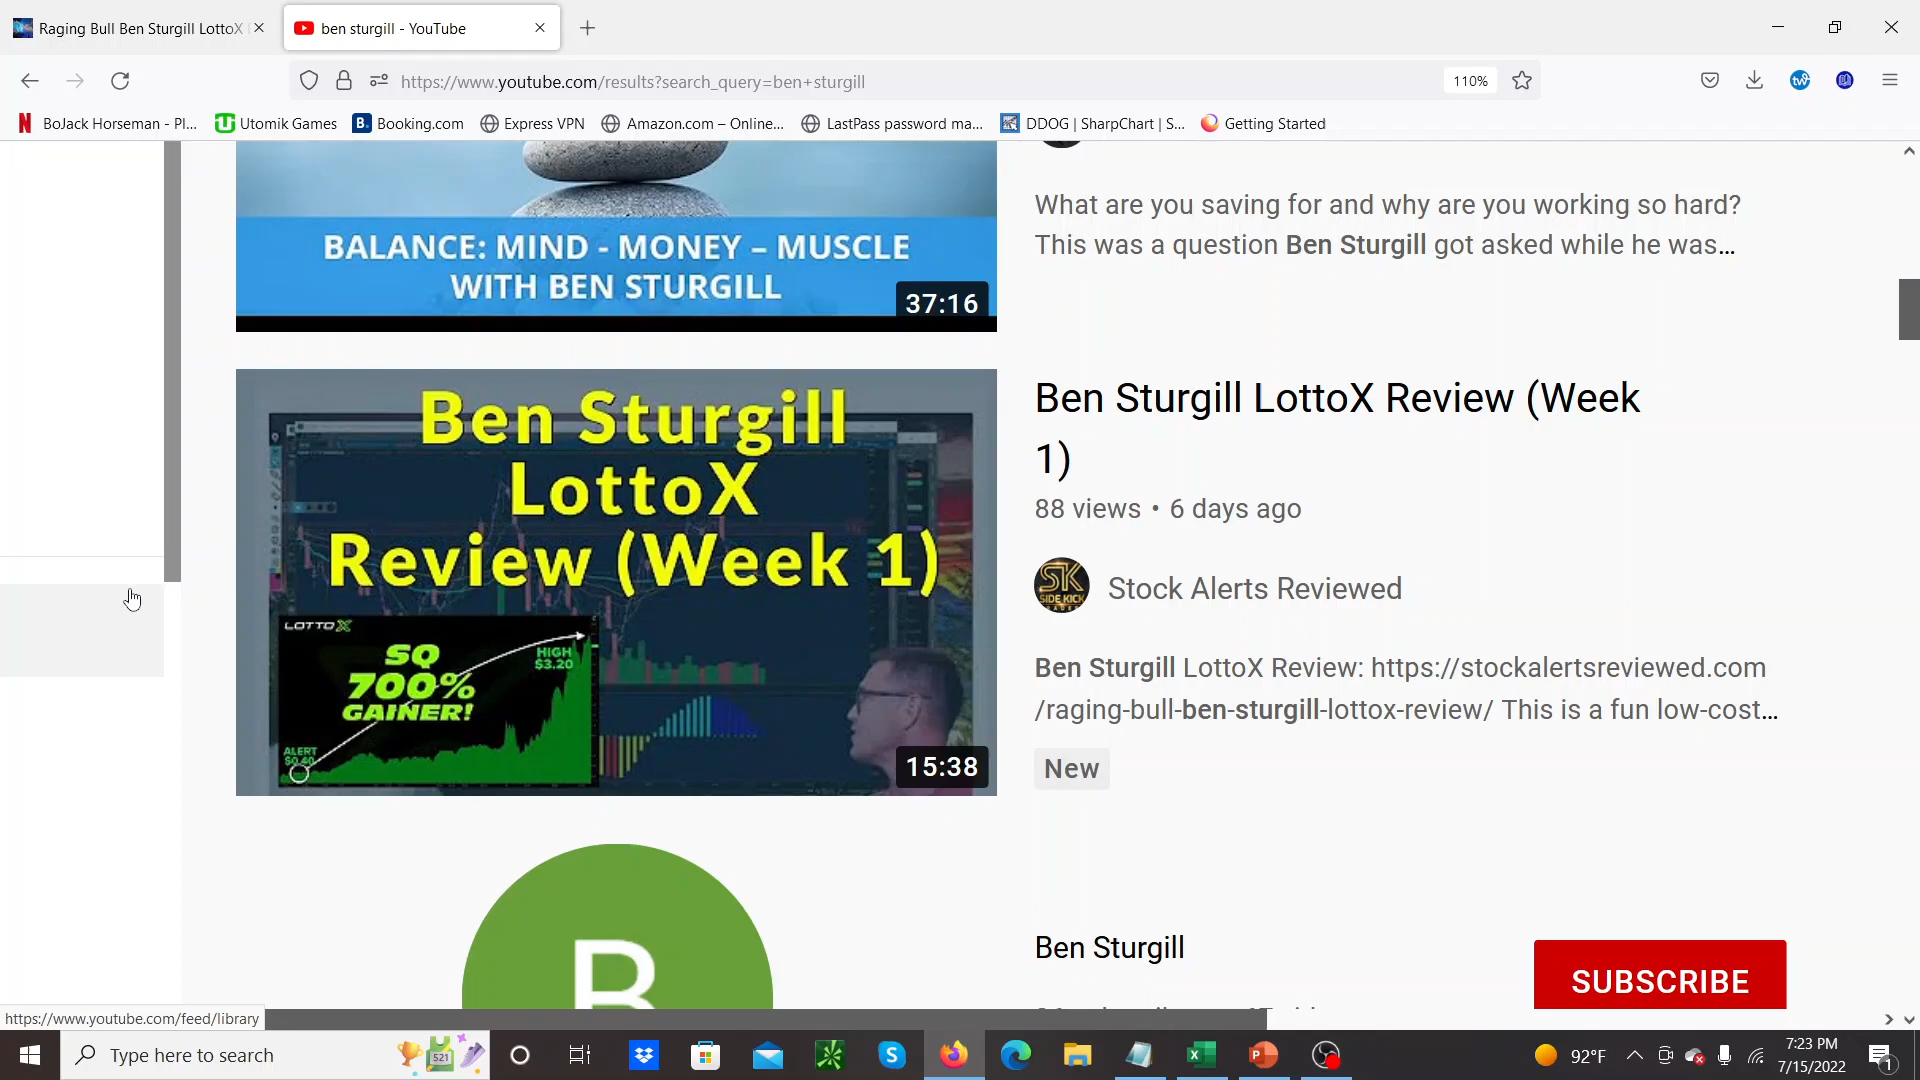 Raging Bull Ben Sturgill LottoX
ben sturgill - YouTube
https://www.youtube.com/results?search_query=ben+sturgill
110%
BoJack Horseman - Pl...
Utomik Games
B.
Booking.com
Express VPN
Amazon.com – Online...
LastPass password ma...
DDOG | SharpChart | S...
Getting Started
BALANCE: MIND - MONEY – MUSCLE
WITH BEN STURGILL
37:16
What are you saving for and why are you working so hard?
This was a question Ben Sturgill got asked while he was...
Ben Sturgill
LottoX
Review (Week 1)
LOTTOX
SQ
700%
GAINER!
HIGH
$3.20
ALERT
$0.40
15:38
Ben Sturgill LottoX Review (Week
1)
88 views • 6 days ago
SK
SIDE KICK
Stock Alerts Reviewed
Ben Sturgill LottoX Review: https://stockalertsreviewed.com
/raging-bull-ben-sturgill-lottox-review/ This is a fun low-cost...
New
B
Ben Sturgill
SUBSCRIBE
https://www.youtube.com/feed/library
Type here to search
521
92°F
7:23 PM
7/15/2022
1